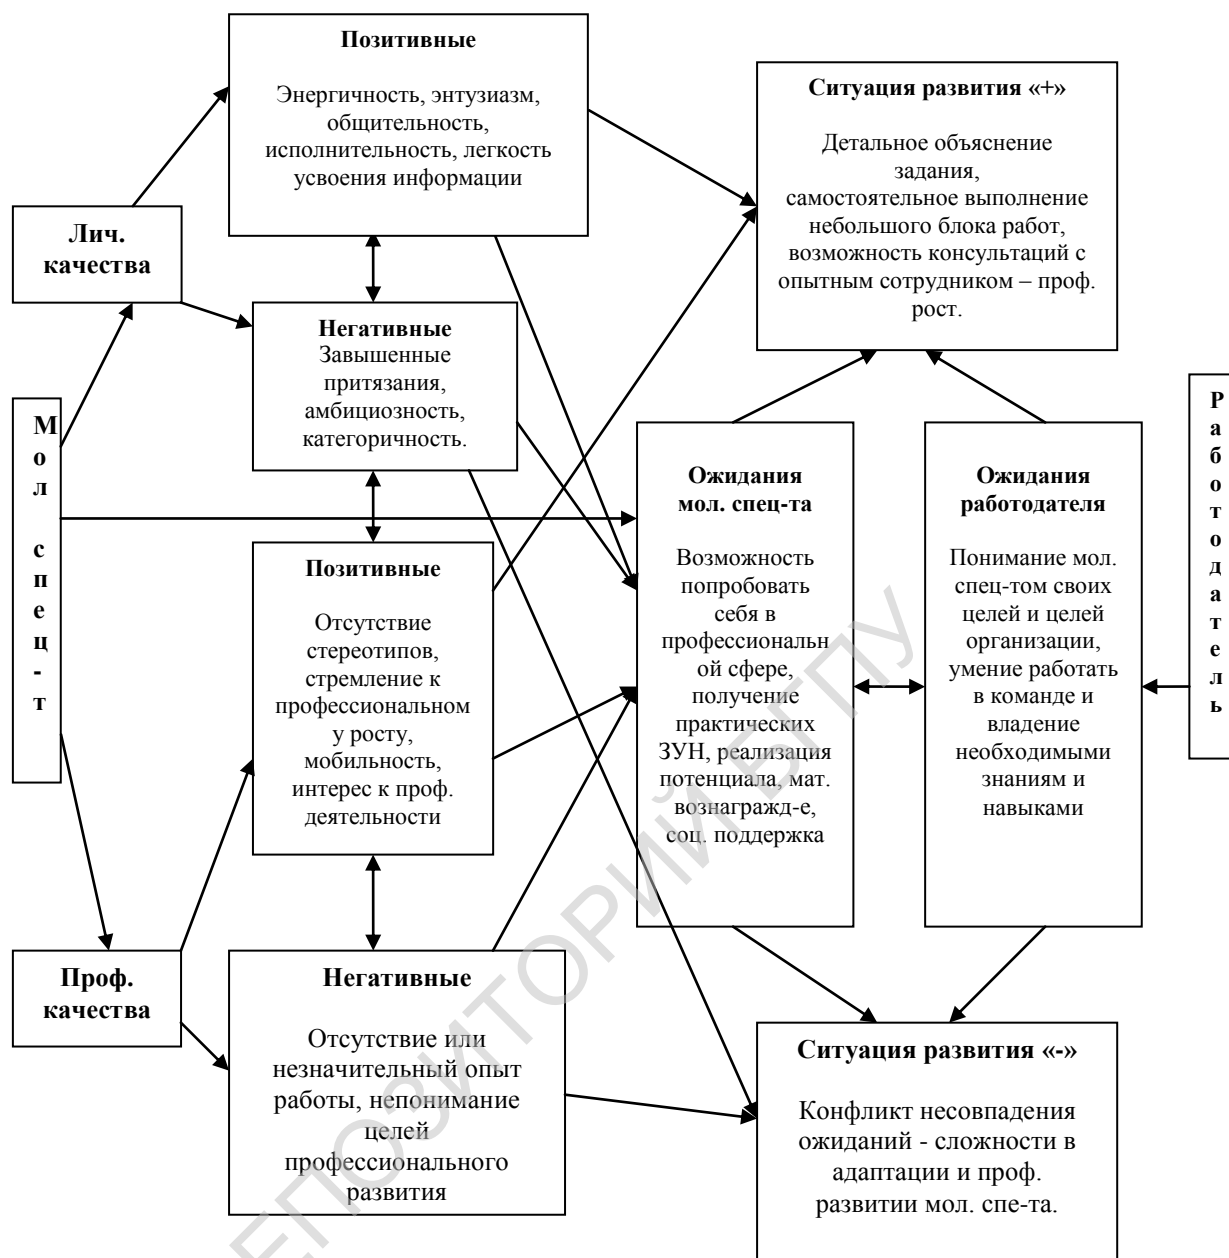 Позитивные
Энергичность, энтузиазм,
общительность,
исполнительность, легкость
усвоения информации
Ситуация развития «+»
Детальное объяснение
задания,
самостоятельное выполнение
небольшого блока работ,
возможность консультаций с
опытным сотрудником – проф.
рост.
Лич.
качества
Негативные
Завышенные
притязания,
амбициозность,
категоричность.
Мол спец-т
Ожидания
мол. спец-та
Возможность
попробовать
себя в
профессиональн
ой сфере,
получение
практических
ЗУН, реализация
потенциала, мат.
вознагражд-е,
соц. поддержка
Ожидания
работодателя
Понимание мол.
спец-том своих
целей и целей
организации,
умение работать
в команде и
владение
необходимыми
знаниям и
навыками
Работодатель
Позитивные
Отсутствие
стереотипов,
стремление к
профессиональном
у росту,
мобильность,
интерес к проф.
деятельности
Проф.
качества
Негативные
Отсутствие или
незначительный опыт
работы, непонимание
целей
профессионального
развития
Ситуация развития «-»
Конфликт несовпадения
ожиданий - сложности в
адаптации и проф.
развитии мол. спе-та.
ЕПОЗИТОРИЙ БГПУ